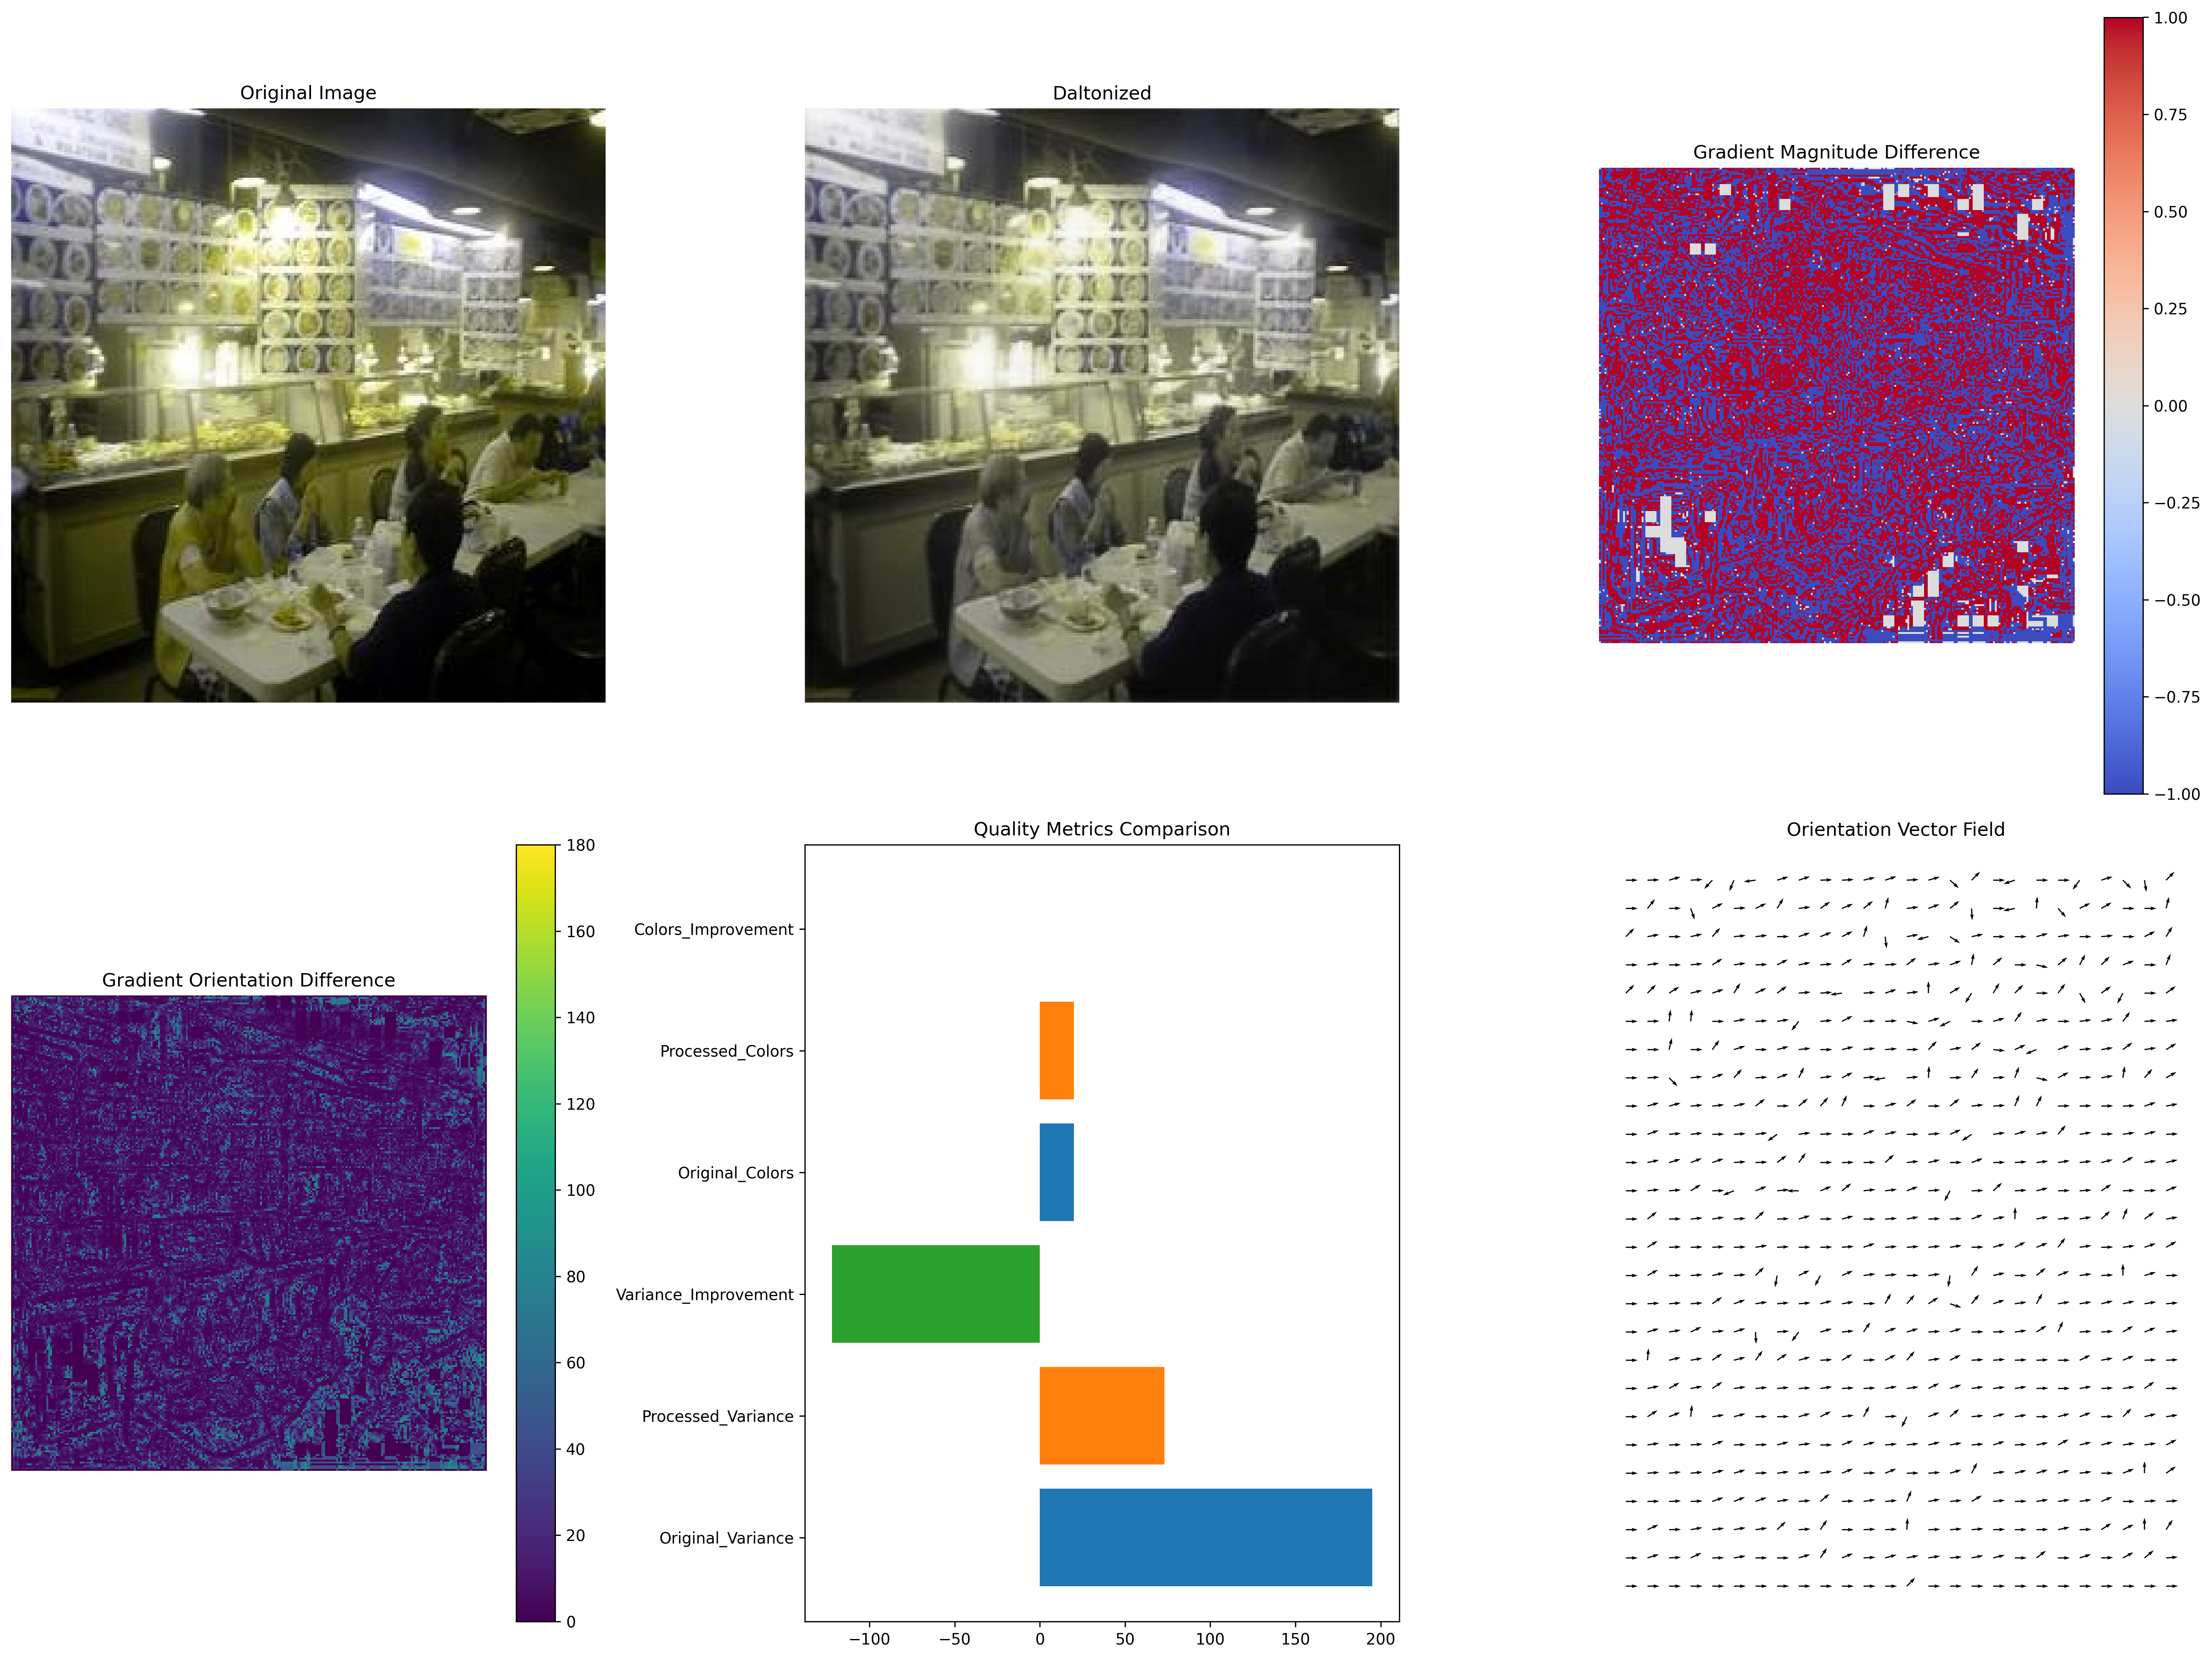 Original Image
Daltonized
Gradient Magnitude Difference
1.00
0.75
0.50
0.25
0.00
−0.25
−0.50
−0.75
−1.00
Gradient Orientation Difference
180
160
140
120
100
80
60
40
20
0
Quality Metrics Comparison
Colors_Improvement
Processed_Colors
Original_Colors
Variance_Improvement
Processed_Variance
Original_Variance
−100
−50
0
50
100
150
200
Orientation Vector Field